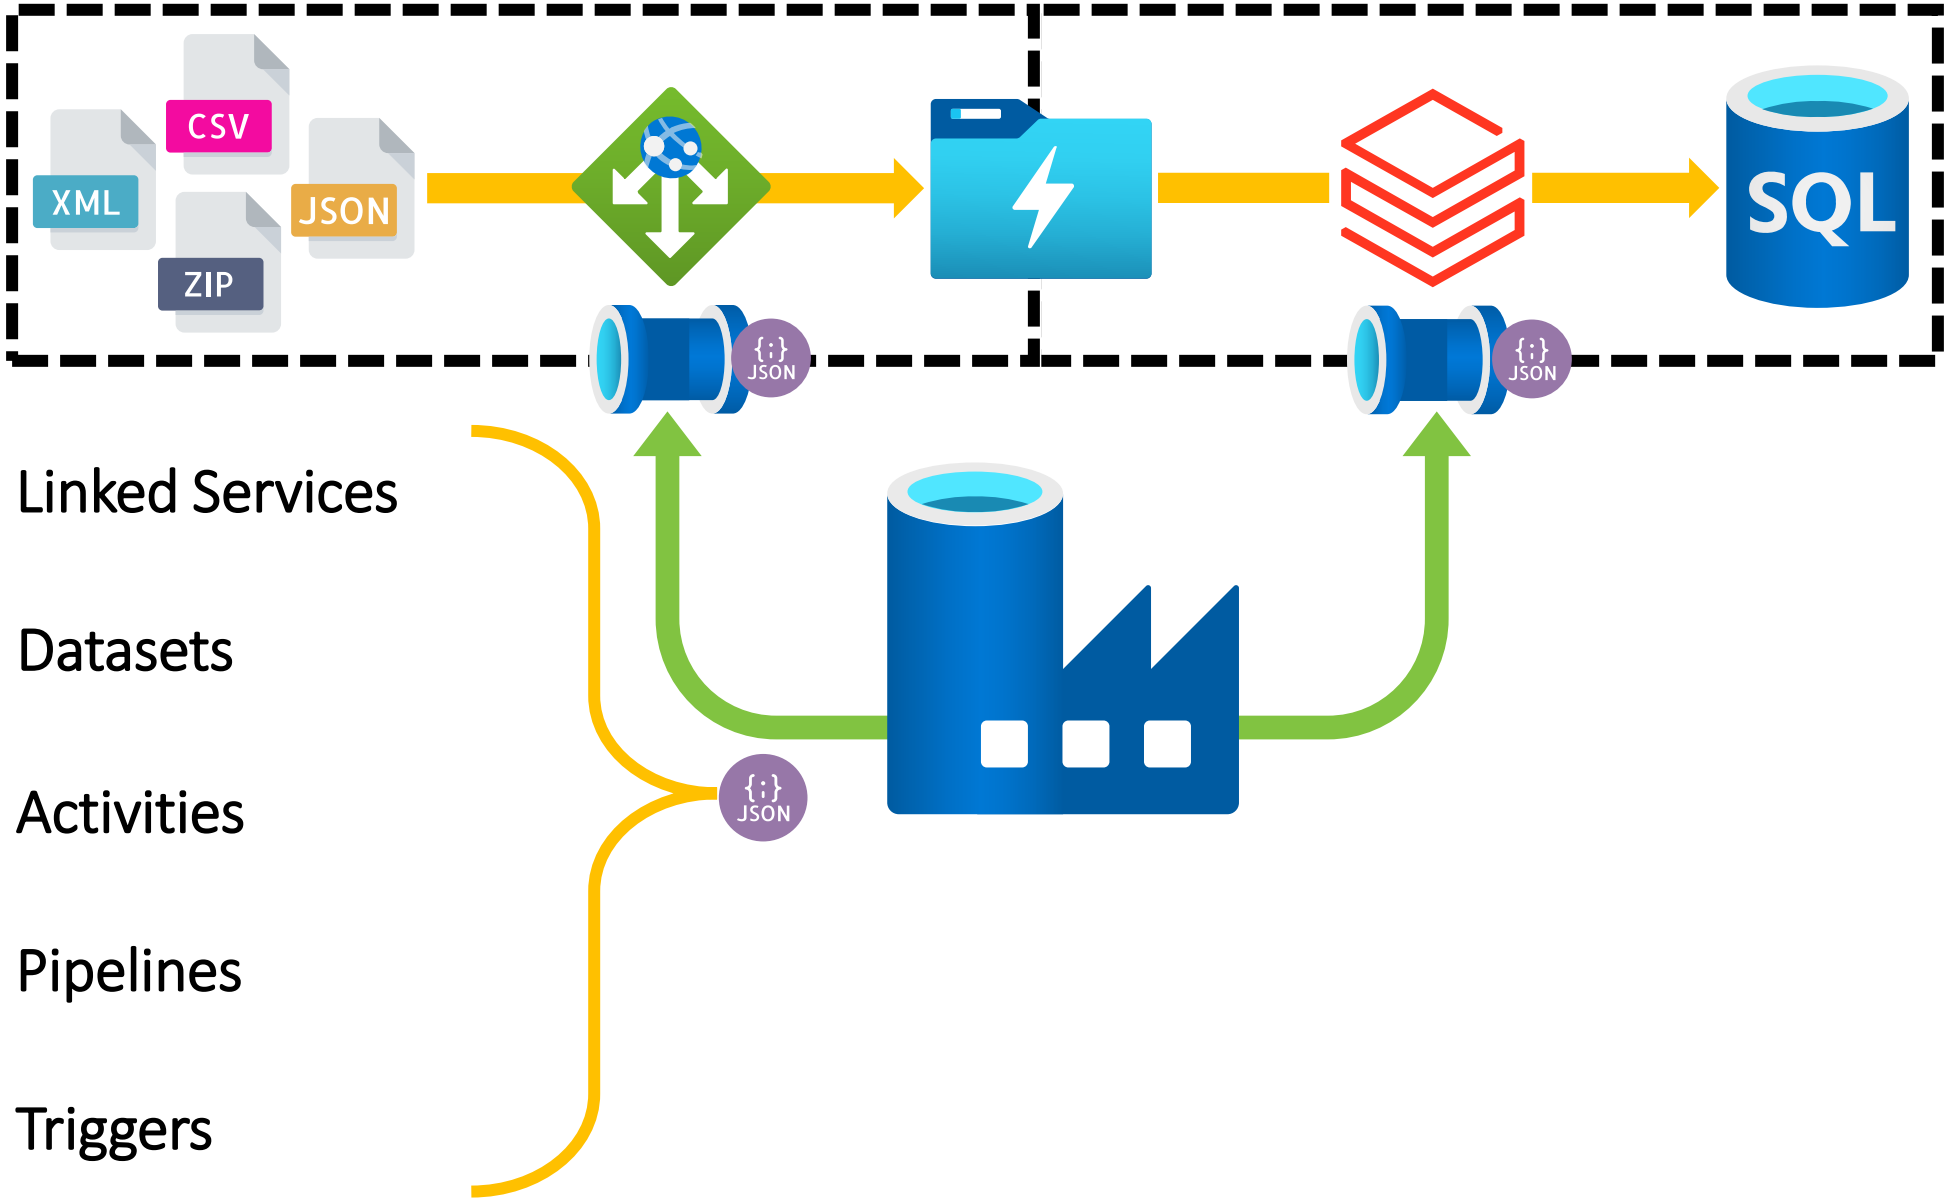 CSV
XML
JSON
ZIP
SQL
{;}
JSON
{;}
JSON
Linked Services
Datasets
Activities
{;}
JSON
Pipelines
Triggers